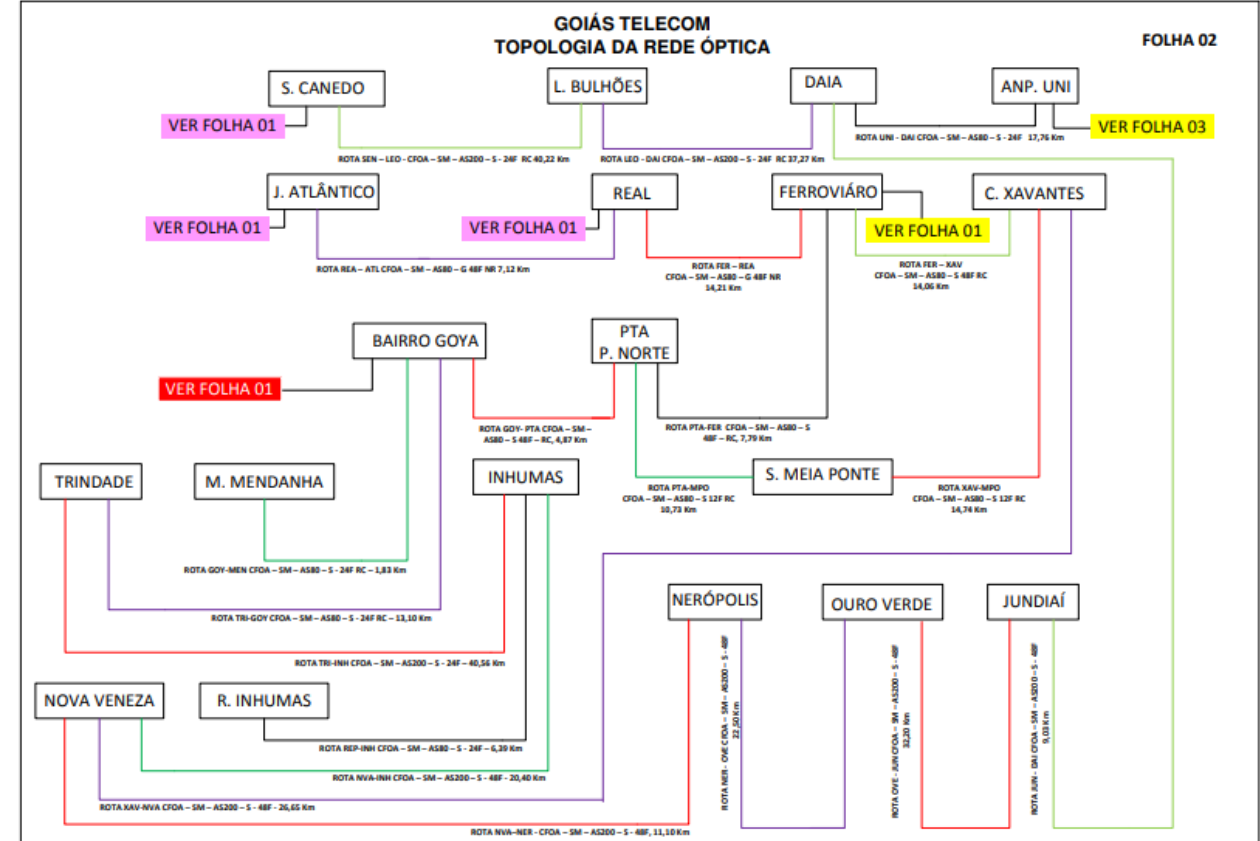 GOIÁS TELECOM
TOPOLOGIA DA REDE ÓPTICA
FOLHA 02
S. CANEDO
L. BULHÕES
DAIA
ANP. UNI
VER FOLHA 01
VER FOLHA 03
ROTA UNI - DAI CFOA – SM – AS80 – S - 24F 17,76 Km
ROTA SEN – LEO - CFOA – SM – AS200 – S - 24F RC 40,22 Km
ROTA LEO - DAI CFOA – SM – AS200 – S - 24F RC 37,27 Km
J. ATLÂNTICO
REAL
FERROVIÁRO
C. XAVANTES
VER FOLHA 01
VER FOLHA 01
VER FOLHA 01
ROTA REA – ATL CFOA – SM – AS80 – G 48F NR 7,12 Km
ROTA FER – REA
CFOA – SM – AS80 – G 48F NR
14,21 Km
ROTA FER – XAV
CFOA – SM – AS80 – S 48F RC
14,06 Km
BAIRRO GOYA
PTA
P. NORTE
VER FOLHA 01
ROTA GOY- PTA CFOA – SM –
AS80 – S 48F – RC, 4,87 Km
ROTA PTA-FER CFOA – SM – AS80 – S
48F – RC, 7,79 Km
TRINDADE
M. MENDANHA
INHUMAS
S. MEIA PONTE
ROTA PTA-MPO
CFOA – SM – AS80 – S 12F RC
10,73 Km
ROTA XAV-MPO
CFOA – SM – AS80 – S 12F RC
14,74 Km
ROTA GOY-MEN CFOA – SM – AS80 – S - 24F RC – 1,83 Km
ROTA TRI-GOY CFOA – SM – AS80 – S - 24F RC – 13,10 Km
ROTA TRI-INH CFOA – SM – AS200 – S - 24F – 40,56 Km
NERÓPOLIS
OURO VERDE
JUNDIAÍ
ROTA NER - OVE CFOA – SM – AS200 – S - 48F
22,50 Km
ROTA OVE - JUN CFOA – SM – AS200 – S - 48F
32,20 Km
ROTA JUN - DAI CFOA – SM – AS200 – S - 48F
9,03 Km
NOVA VENEZA
R. INHUMAS
ROTA REP-INH CFOA – SM – AS80 – S - 24F – 6,39 Km
ROTA NVA-INH CFOA – SM – AS200 – S - 48F - 20,40 Km
ROTA XAV-NVA CFOA – SM – AS200 – S - 48F - 26,65 Km
ROTA NVA–NER - CFOA – SM – AS200 – S - 48F, 11,10 Km